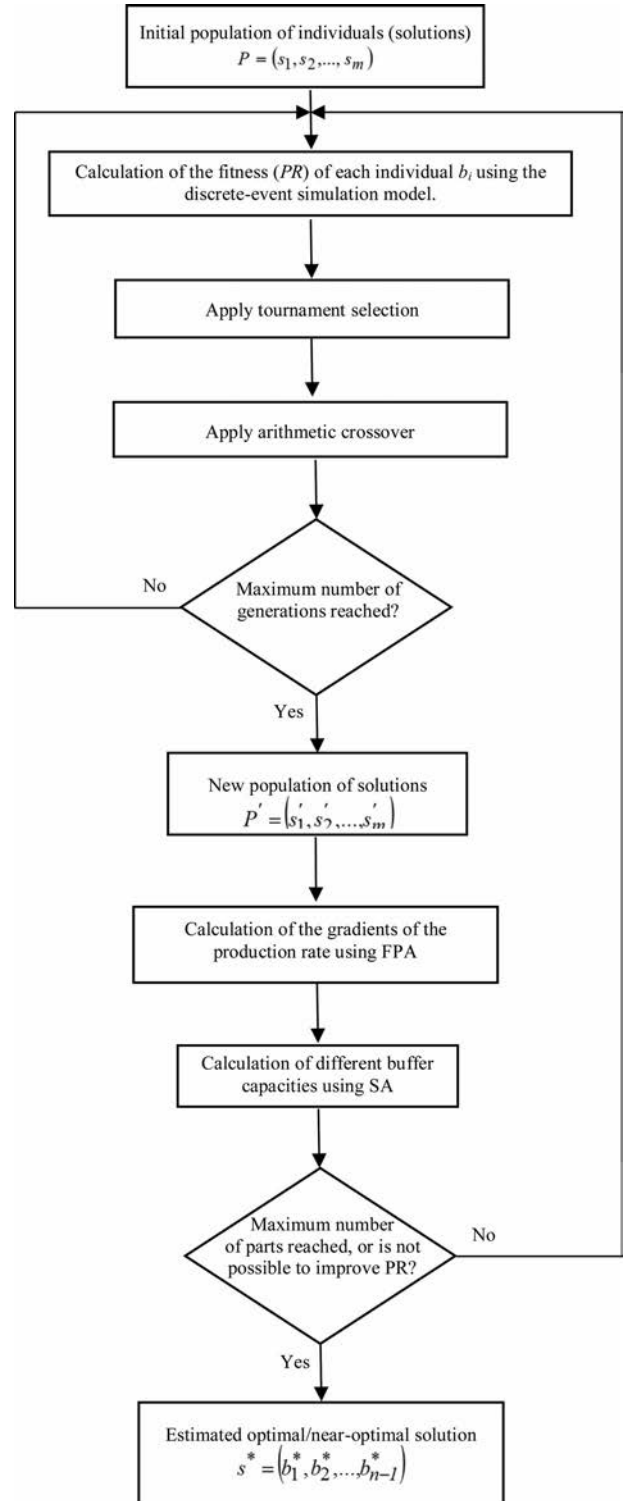 Initial population of individuals (solutions)
P = (s₁, s₂,..., sₘ)
Calculation of the fitness (PR) of each individual bᵢ using the
discrete-event simulation model.
Apply tournament selection
Apply arithmetic crossover
No
Maximum number of
generations reached?
Yes
New population of solutions
P' = (s'₁, s'₂,..., s'ₘ)
Calculation of the gradients of the
production rate using FPA
Calculation of different buffer
capacities using SA
Maximum number
of parts reached, or is not
possible to improve PR?
No
Yes
Estimated optimal/near-optimal solution
s* = (b₁*, b₂*,..., bₙ₋₁*)